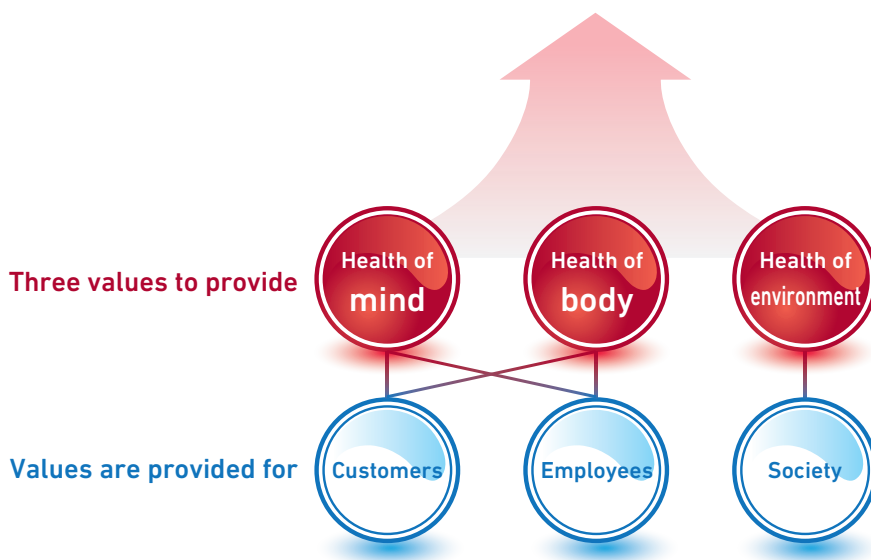 Three values to provide
Health of
mind
Health of
body
Health of
environment
Values are provided for
Customers
Employees
Society